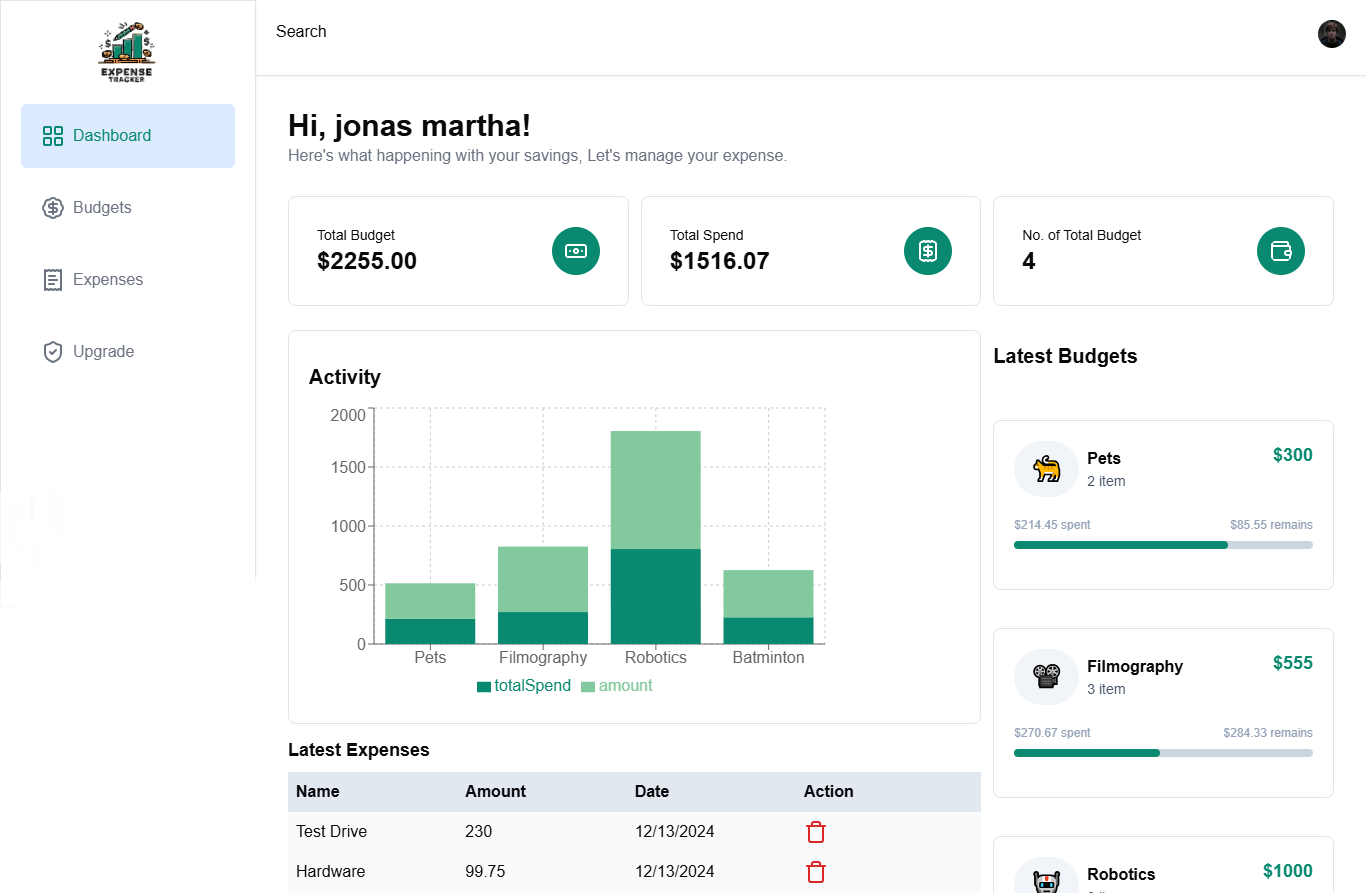 EXPENSE
TRACKER
Search
Dashboard
Budgets
Expenses
Upgrade
Hi, jonas martha!
Here's what happening with your savings, Let's manage your expense.
Total Budget
$2255.00
Total Spend
$1516.07
No. of Total Budget
4
Activity
2000
1500
1000
500
0
Pets Filmography Robotics Batminton
totalSpend amount
Latest Expenses
Name Amount Date Action
Test Drive 230 12/13/2024
Hardware 99.75 12/13/2024
Latest Budgets
Pets $300
2 item
$214.45 spent $85.55 remains
Filmography $555
3 item
$270.67 spent $284.33 remains
Robotics $1000